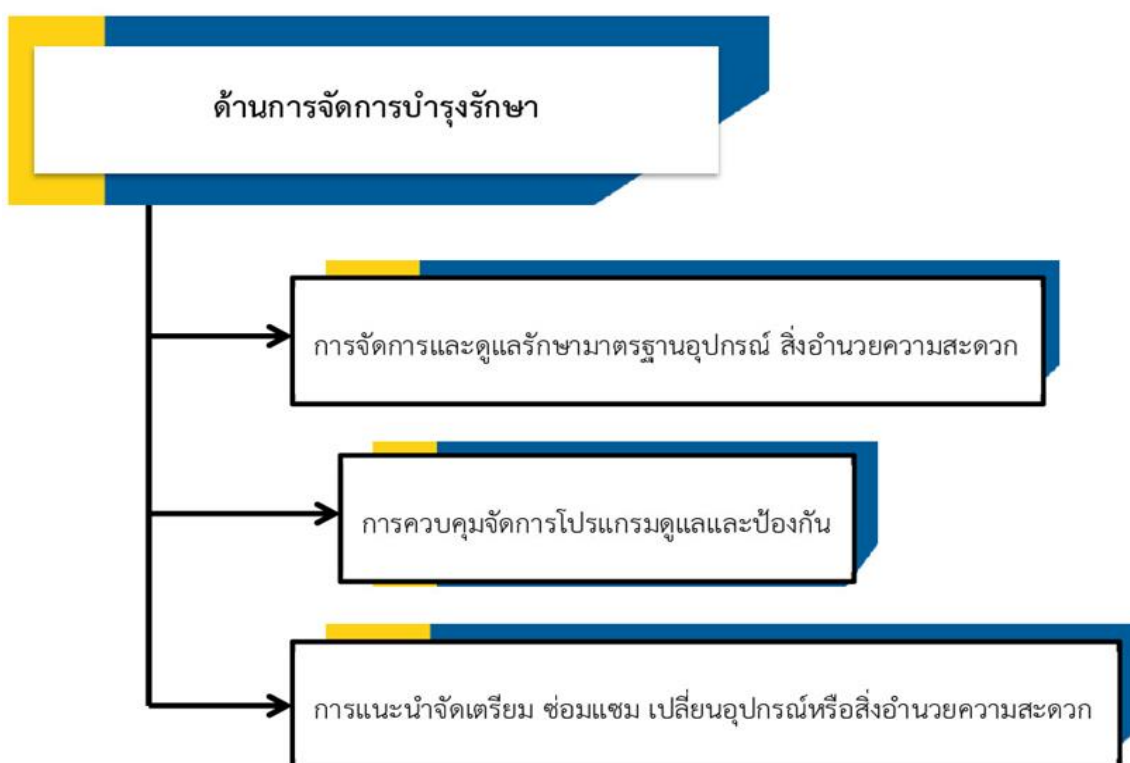 ด้านการจัดการบำรุงรักษา
การจัดการและดูแลรักษามาตรฐานอุปกรณ์ สิ่งอำนวยความสะดวก
การควบคุมจัดการโปรแกรมดูแลและป้องกัน
การแนะนำจัดเตรียม ซ่อมแซม เปลี่ยนอุปกรณ์หรือสิ่งอำนวยความสะดวก